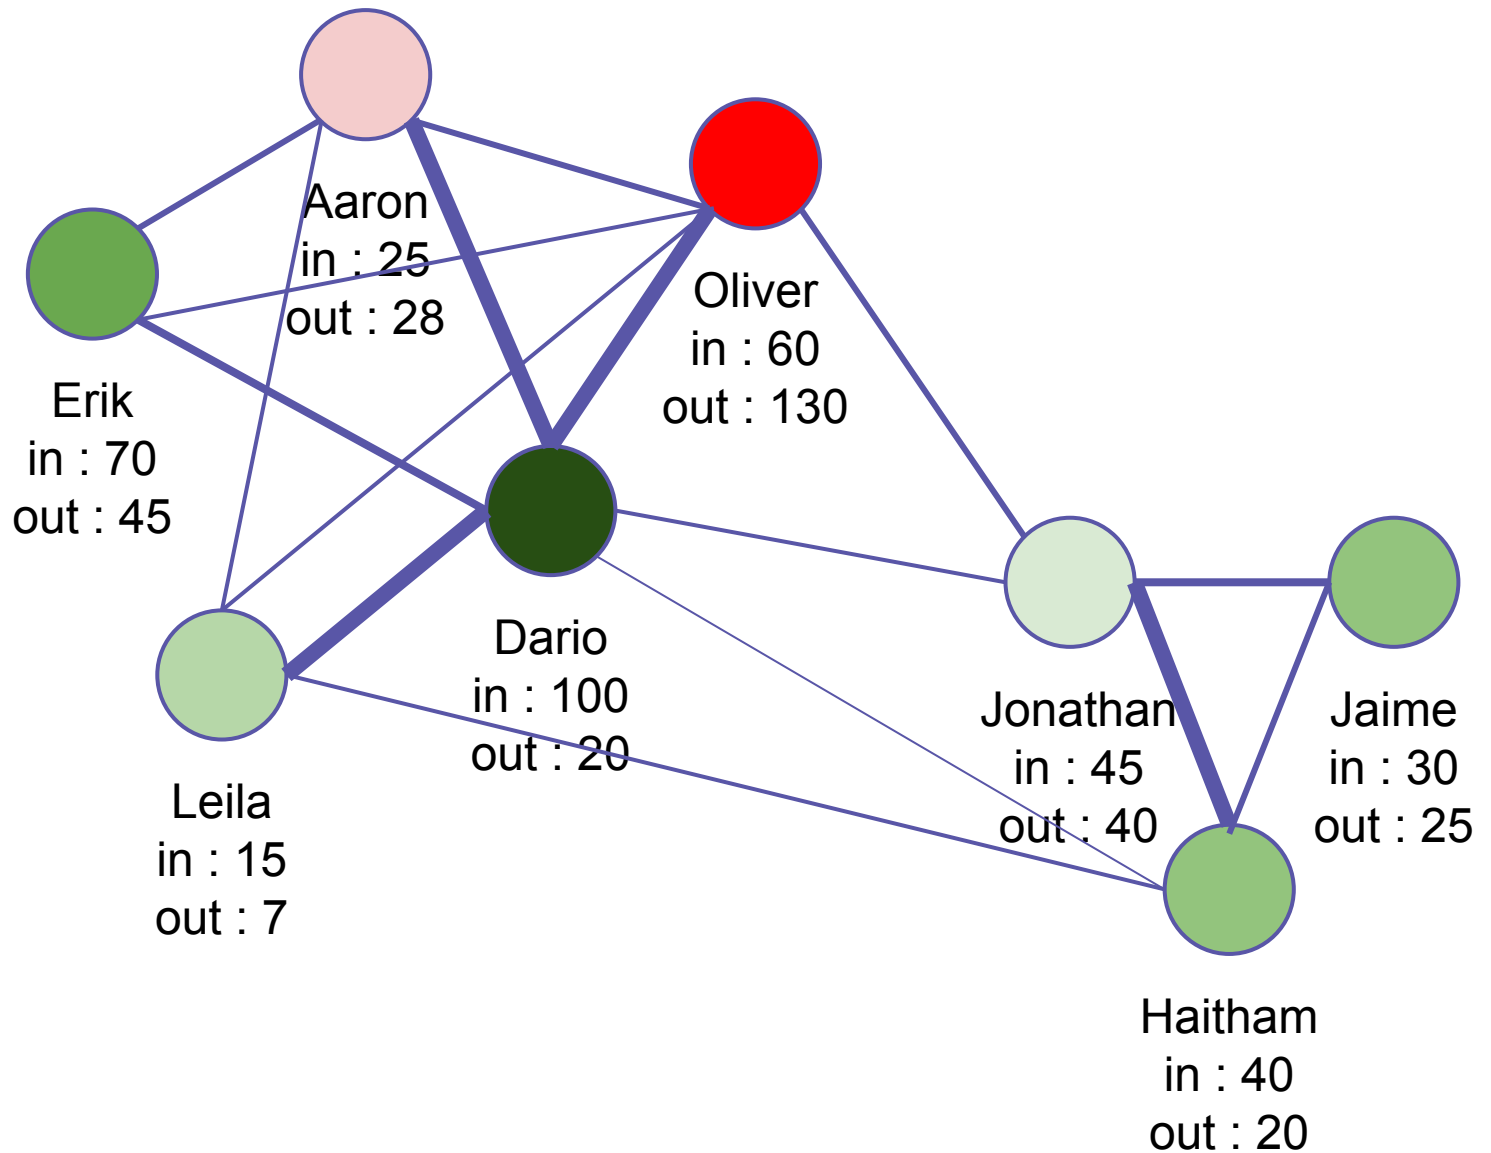 Aaron
in : 25
out : 28
Oliver
in : 60
out : 130
Erik
in : 70
out : 45
Dario
in : 100
out : 20
Jonathan
in : 45
out : 40
Jaime
in : 30
out : 25
Leila
in : 15
out : 7
Haitham
in : 40
out : 20